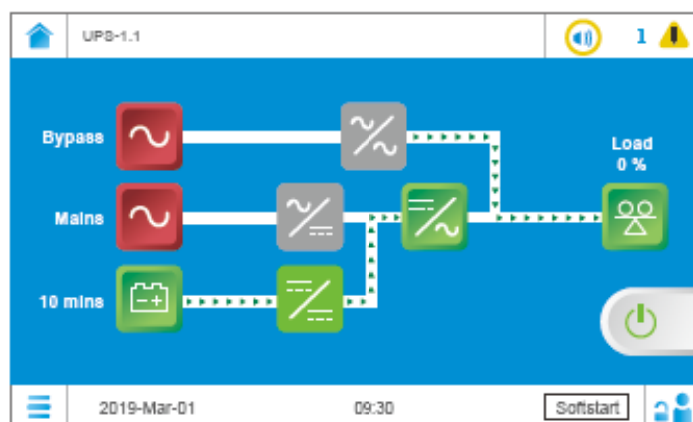 UPS-1.1
1
Bypass
Load
0 %
Mains
10 mins
2019-Mar-01
09:30
Softstart